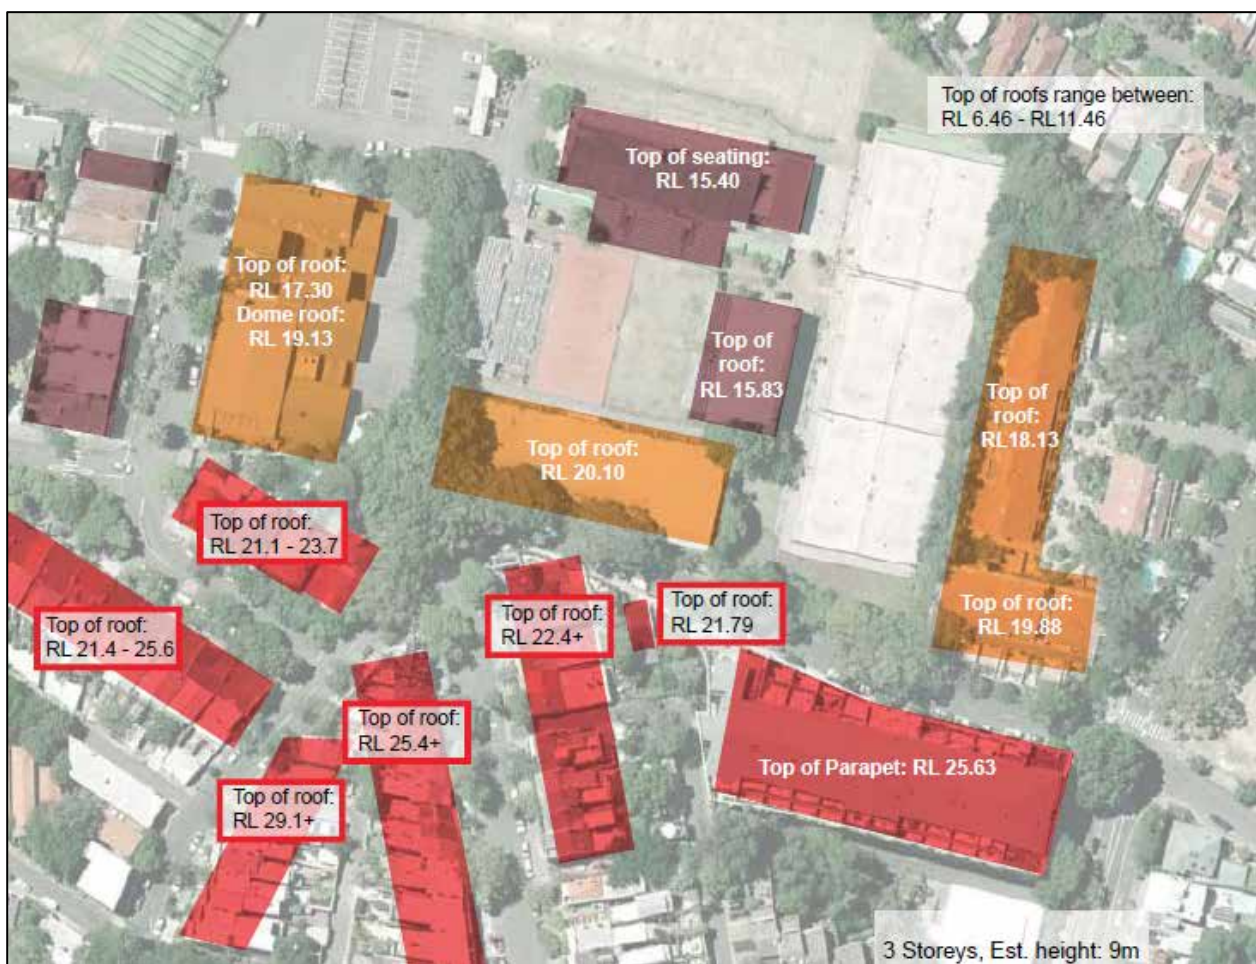 Top of roofs range between:
RL 6.46 - RL11.46
Top of seating:
RL 15.40
Top of roof:
RL 17.30
Dome roof:
RL 19.13
Top of
roof:
RL 15.83
Top of
roof:
RL18.13
Top of roof:
RL 20.10
Top of roof:
RL 21.1 - 23.7
Top of roof:
RL 21.4 - 25.6
Top of roof:
RL 22.4+
Top of roof:
RL 21.79
Top of roof:
RL 19.88
Top of roof:
RL 25.4+
Top of Parapet: RL 25.63
Top of roof:
RL 29.1+
3 Storeys, Est. height: 9m